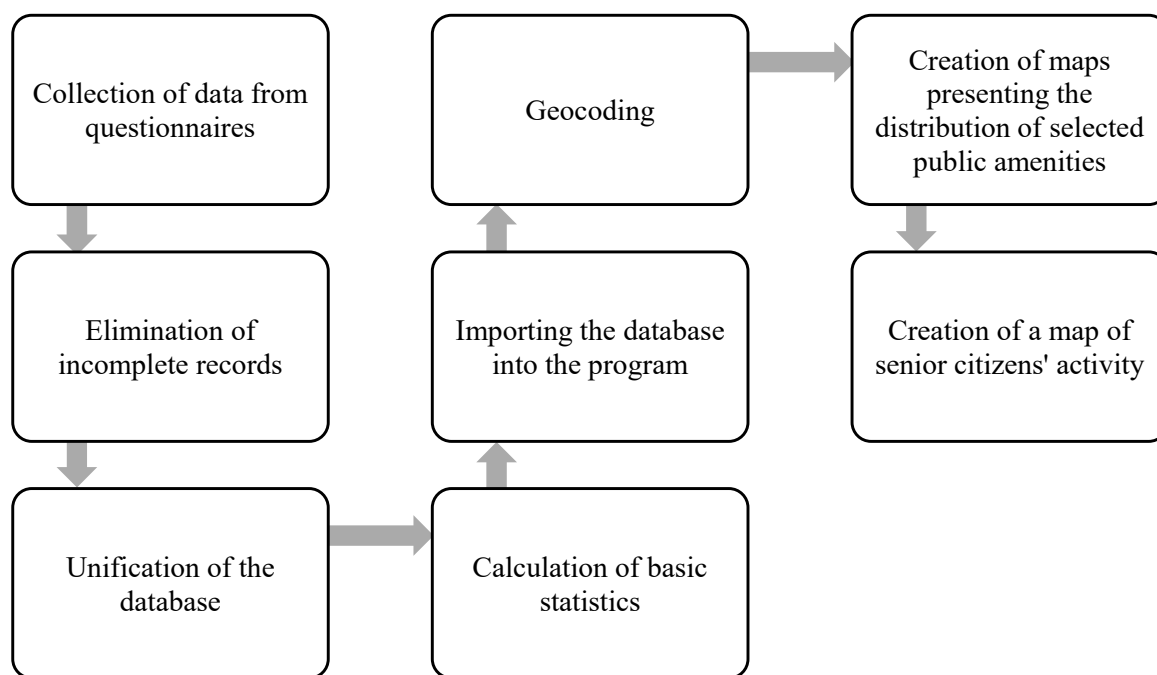 Collection of data from
questionnaires
Elimination of
incomplete records
Unification of the
database
Calculation of basic
statistics
Importing the database
into the program
Geocoding
Creation of maps
presenting the
distribution of selected
public amenities
Creation of a map of
senior citizens' activity